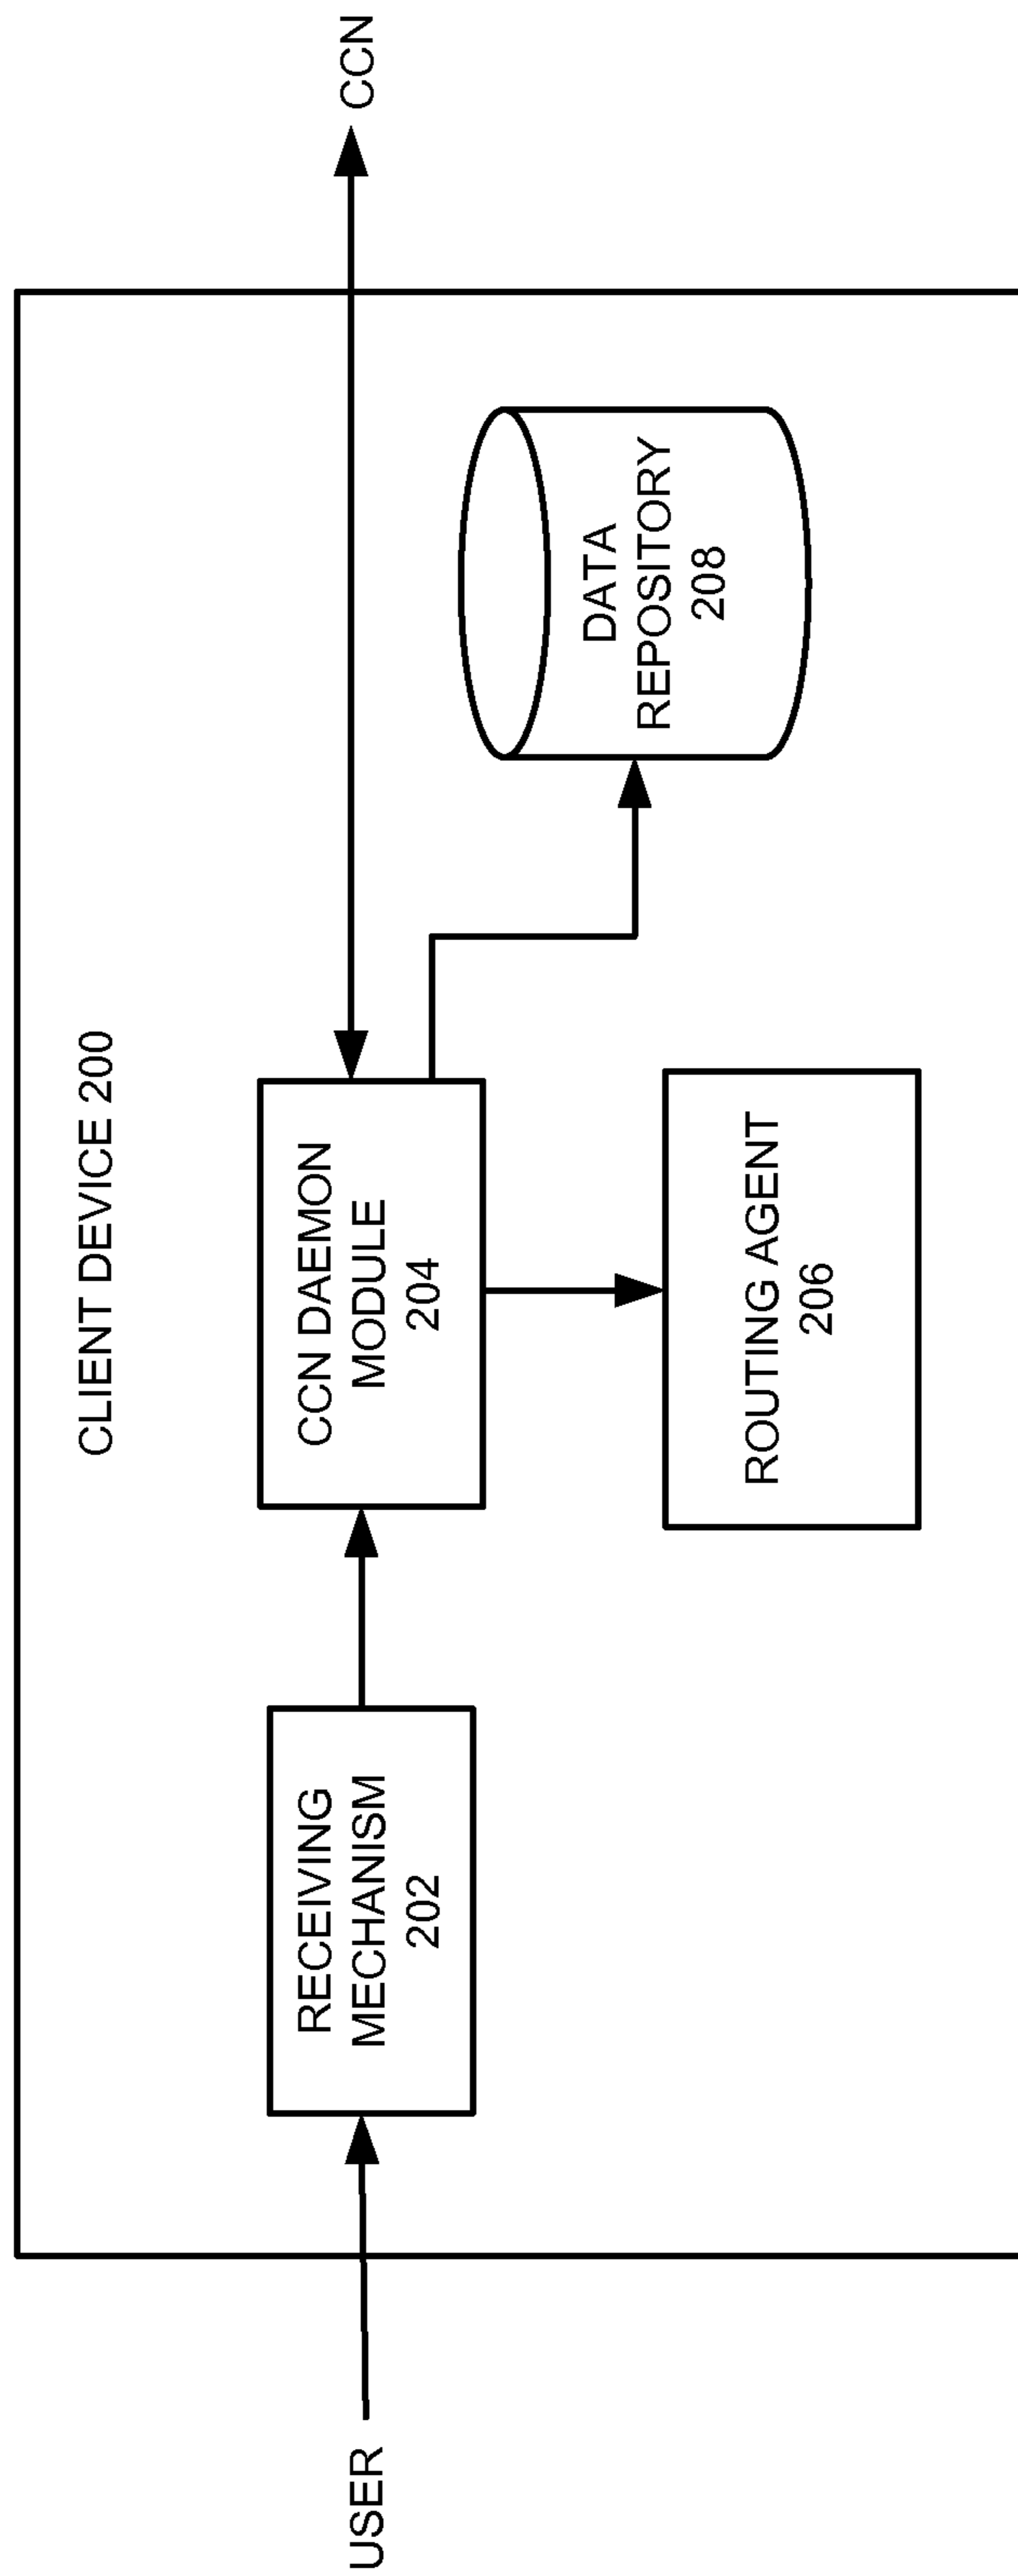 CLIENT DEVICE 200
USER
RECEIVING
MECHANISM
202
CCN DAEMON
MODULE
204
CCN
ROUTING AGENT
206
DATA
REPOSITORY
208